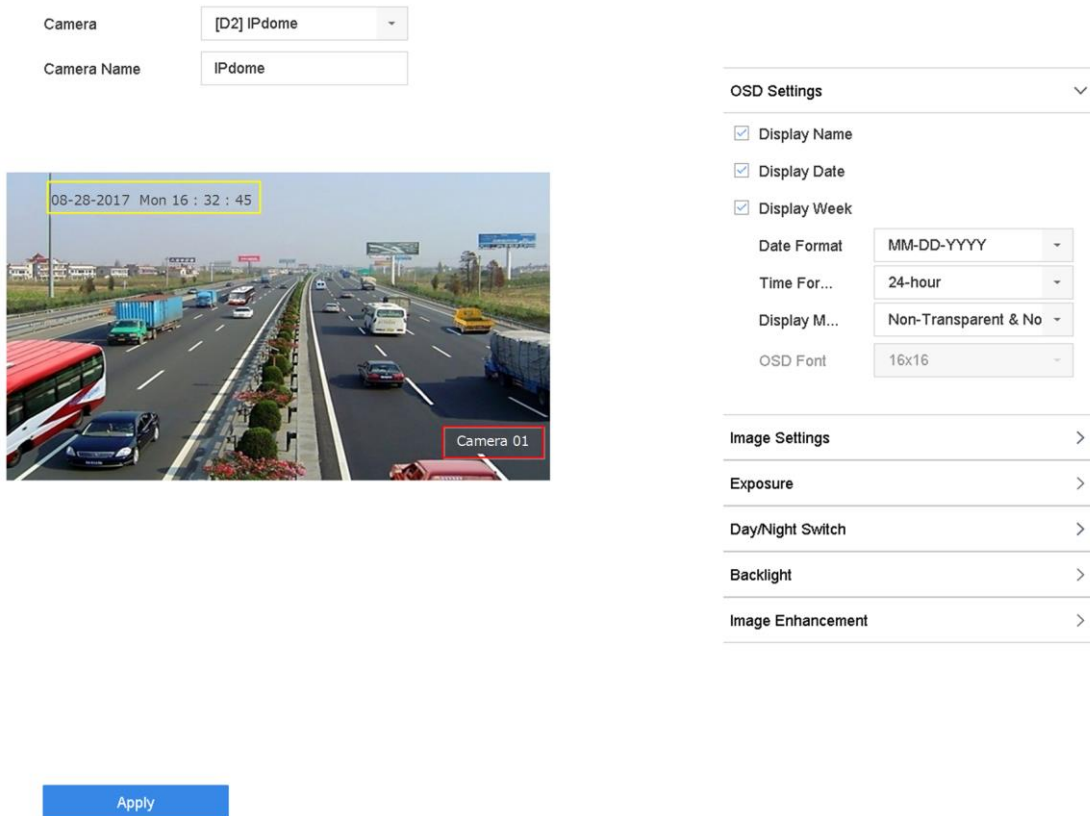 Camera
[D2] IPdome
Camera Name
IPdome
08-28-2017 Mon 16 : 32 : 45
Camera 01
OSD Settings
Display Name
Display Date
Display Week
Date Format
MM-DD-YYYY
Time For...
24-hour
Display M...
Non-Transparent & No
OSD Font
16x16
Image Settings
Exposure
Day/Night Switch
Backlight
Image Enhancement
Apply